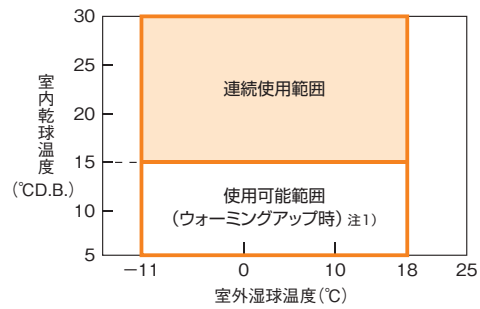 30
25
20
15
10
5
室内乾球温度
(℃D.B.)
連続使用範囲
使用可能範囲
(ウォーミングアップ時) 注1)
−11
0
10
18
25
室外湿球温度(℃)